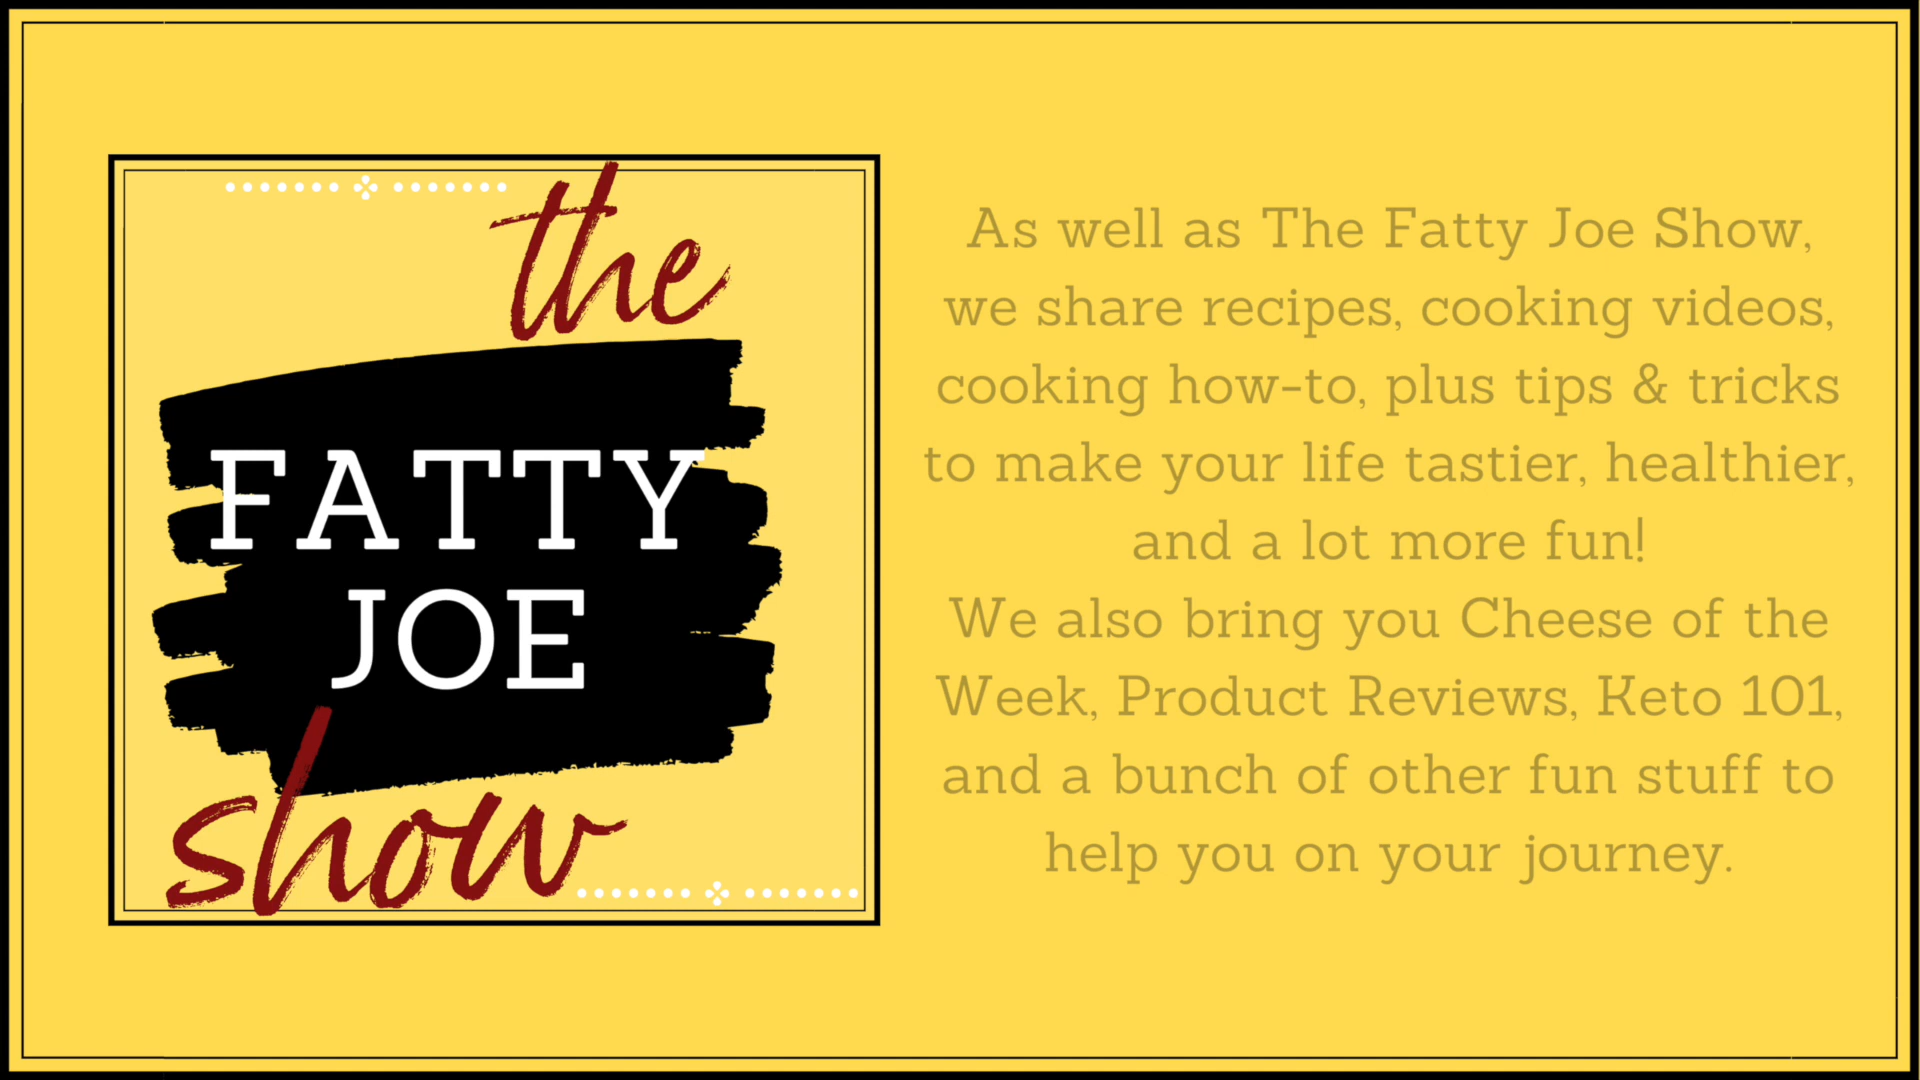 the
FATTY
JOE
show
As well as The Fatty Joe Show,
we share recipes, cooking videos,
cooking how-to, plus tips & tricks
to make your life tastier, healthier,
and a lot more fun!
We also bring you Cheese of the
Week, Product Reviews, Keto 101,
and a bunch of other fun stuff to
help you on your journey.